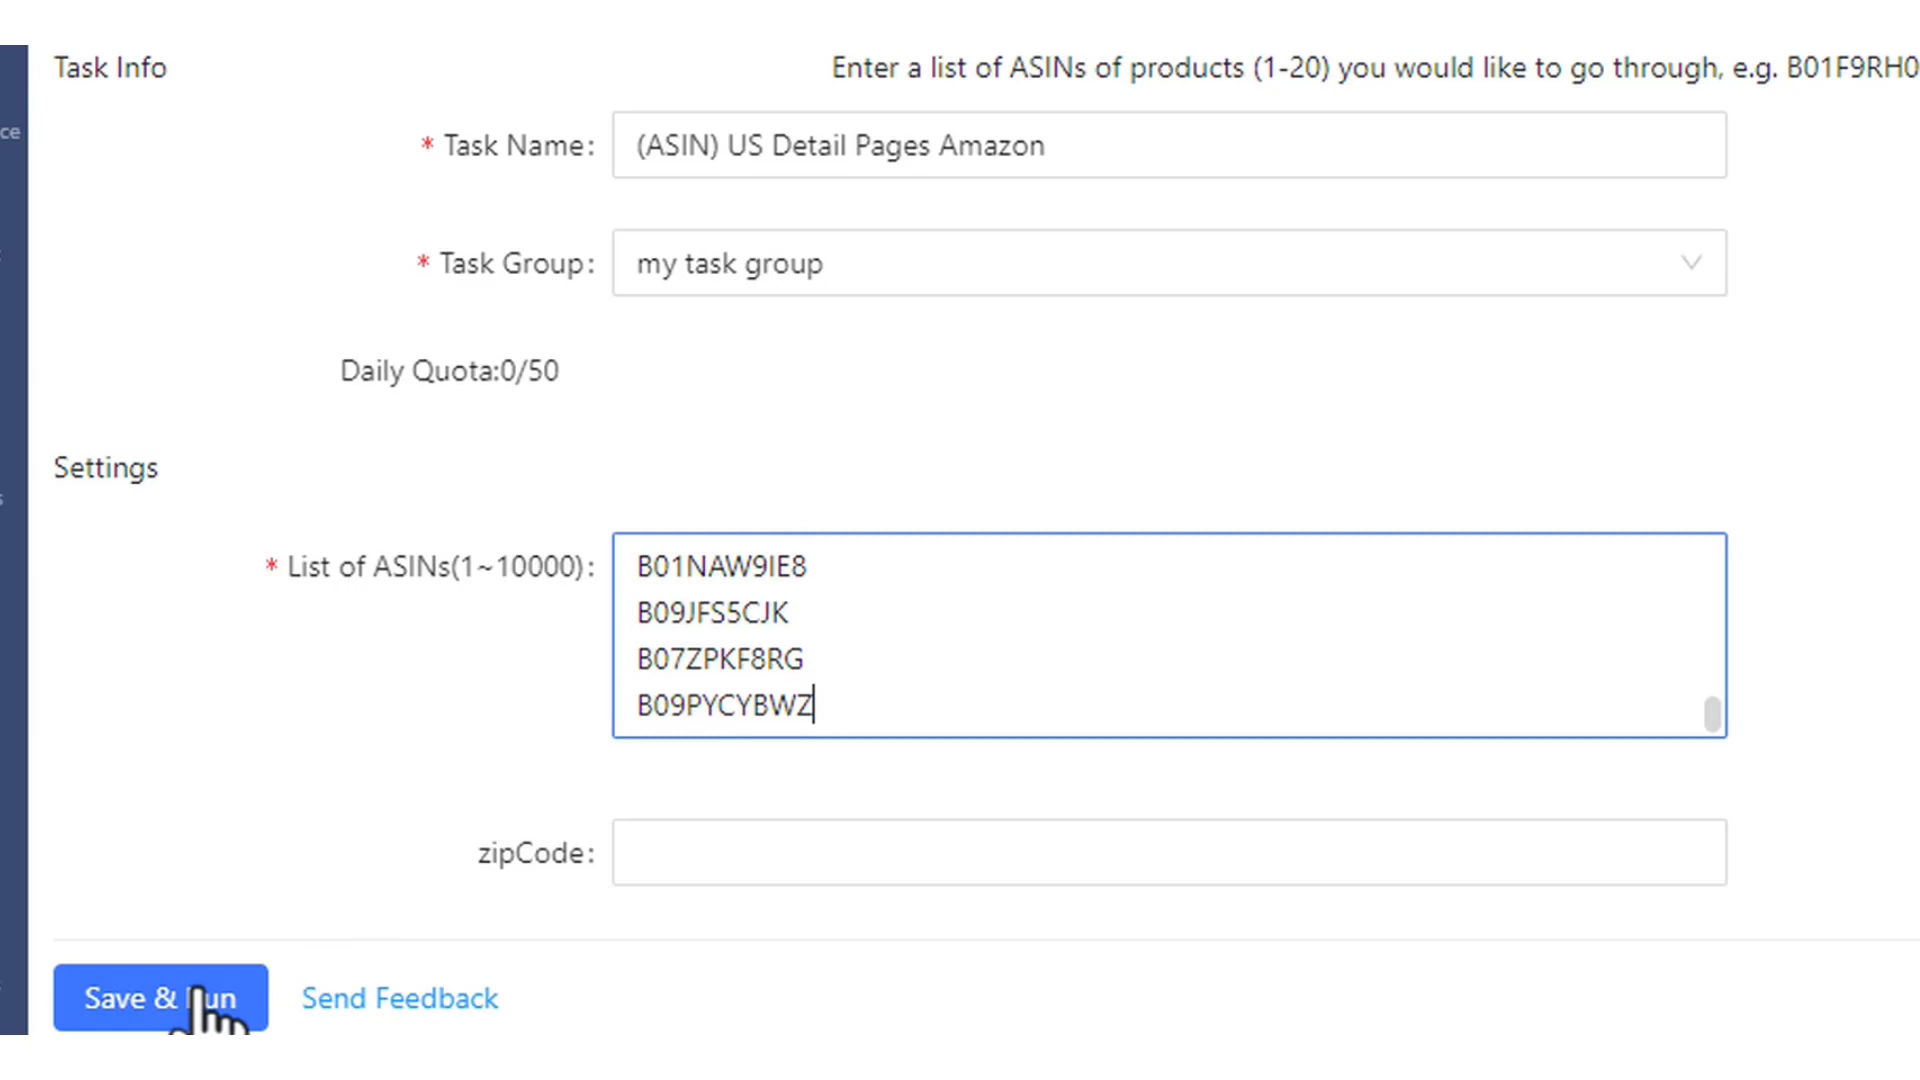 Task Info
Enter a list of ASINs of products (1-20) you would like to go through, e.g. B01F9RH0
ce
* Task Name: (ASIN) US Detail Pages Amazon
* Task Group: my task group
Daily Quota:0/50
Settings
* List of ASINs(1~10000): B01NAW9IE8
B09JFS5CJK
B07ZPKF8RG
B09PYCYBWZ
zipCode:
Save & Run Send Feedback